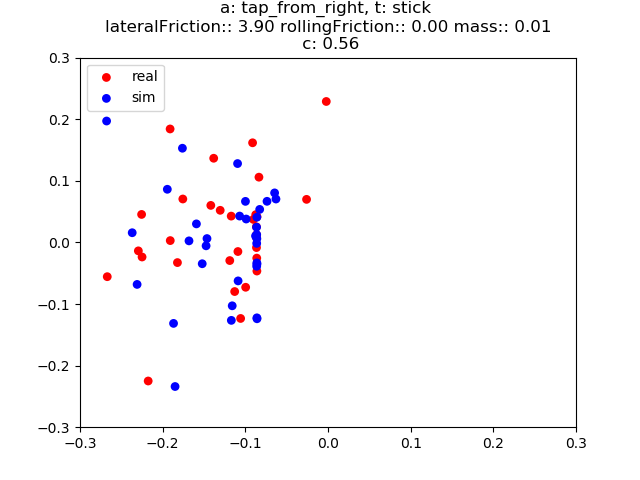 a: tap_from_right, t: stick
lateralFriction:: 3.90 rollingFriction:: 0.00 mass:: 0.01
c: 0.56
real
sim
0.3
0.2
0.1
0.0
−0.1
−0.2
−0.3
−0.3
−0.2
−0.1
0.0
0.1
0.2
0.3